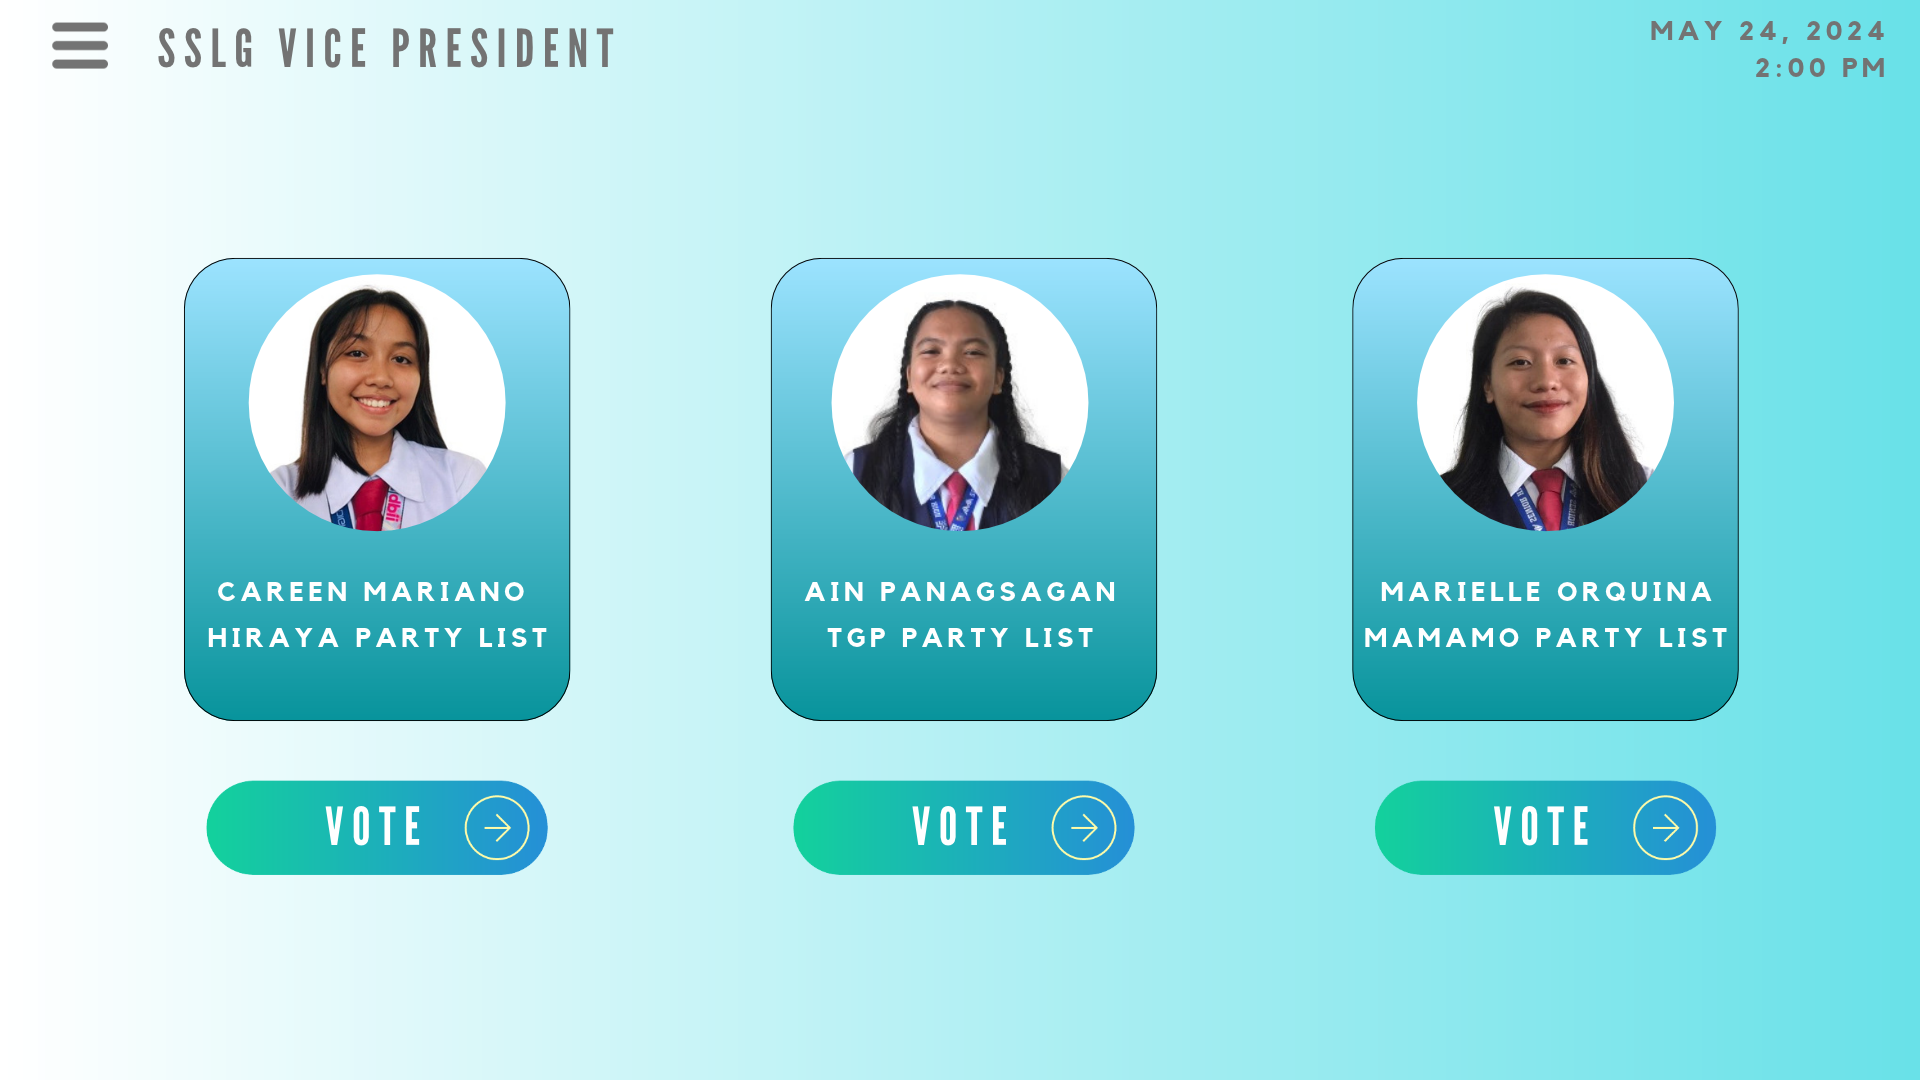 SSLG VICE PRESIDENT
MAY 24, 2024
2:00 PM
CAREEN MARIANO
HIRAYA PARTY LIST
AIN PANAGSAGAN
TGP PARTY LIST
MARIELLE ORQUINA
MAMAMO PARTY LIST
VOTE
VOTE
VOTE